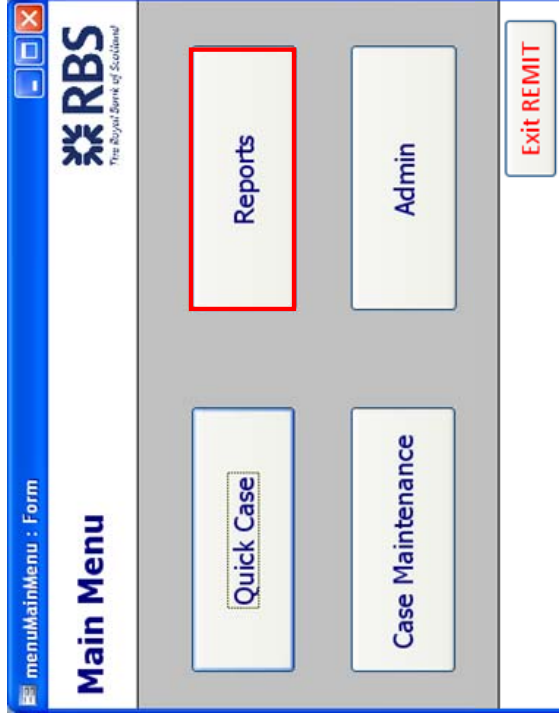 menuMainMenu : Form
Main Menu
RBS
The Royal Bank of Scotland
Quick Case
Reports
Case Maintenance
Admin
Exit REMIT